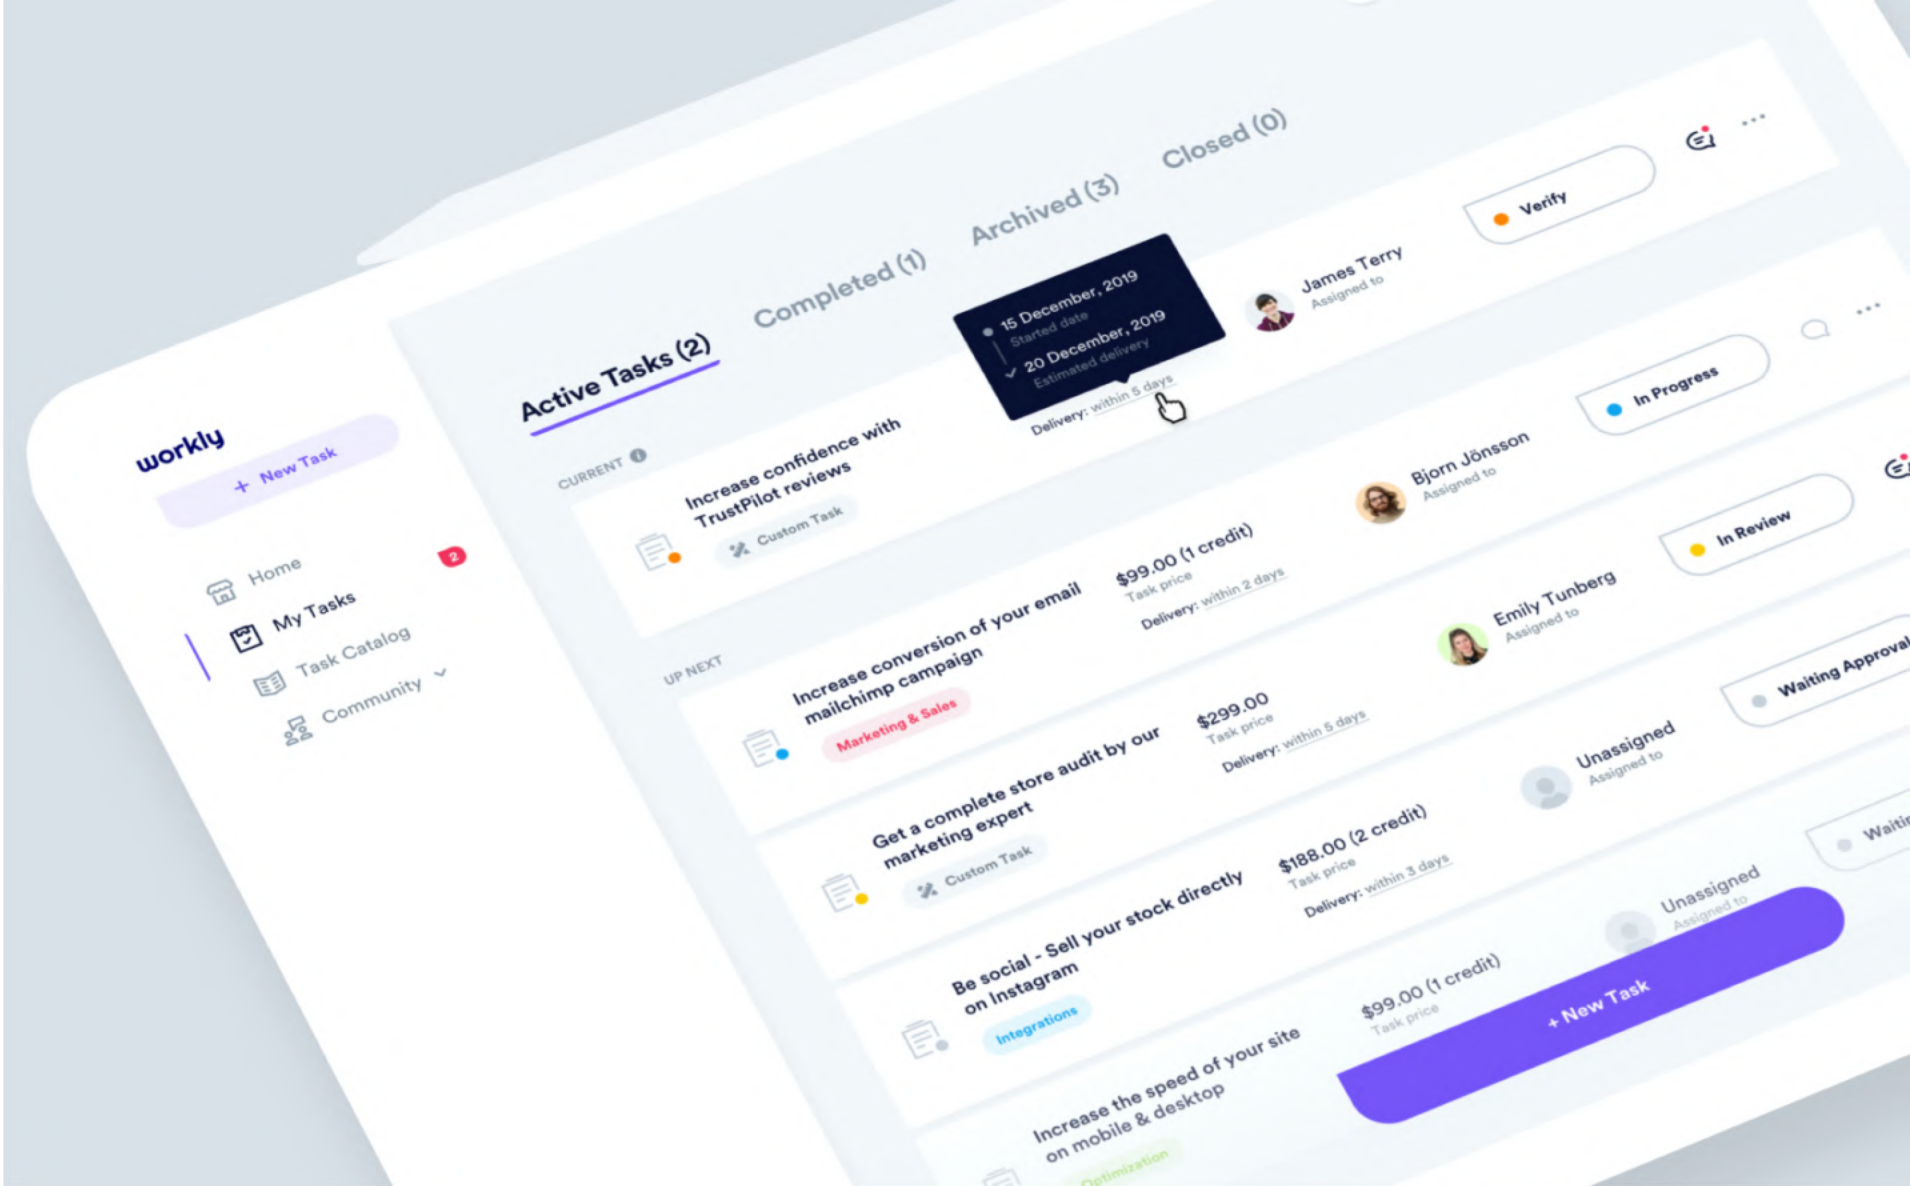 workly
+ New Task
Home
My Tasks
2
Task Catalog
Community
Active Tasks (2)
Completed (1)
Archived (3)
Closed (0)
CURRENT
Increase confidence with
TrustPilot reviews
Custom Task
15 December, 2019
Started date
20 December, 2019
Estimated delivery
Delivery: within 5 days
James Terry
Assigned to
Verify
UP NEXT
Increase conversion of your email
mailchimp campaign
Marketing & Sales
$99.00 (1 credit)
Task price
Delivery: within 2 days
Bjorn Jönsson
Assigned to
In Progress
Get a complete store audit by our
marketing expert
Custom Task
$299.00
Task price
Delivery: within 5 days
Emily Tunberg
Assigned to
In Review
Be social - Sell your stock directly
on Instagram
Integrations
$188.00 (2 credit)
Task price
Delivery: within 3 days
Unassigned
Assigned to
Waiting Approval
Increase the speed of your site
on mobile & desktop
Optimization
$99.00 (1 credit)
Task price
Unassigned
Assigned to
+ New Task